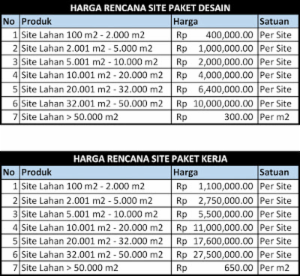 HARGA RENCANA SITE PAKET DESAIN
No Produk Harga Satuan
1 Site Lahan 100 m2 - 2.000 m2 Rp 400,000.00 Per Site
2 Site Lahan 2.001 m2 - 5.000 m2 Rp 1,000,000.00 Per Site
3 Site Lahan 5.001 m2 - 10.000 m2 Rp 2,000,000.00 Per Site
4 Site Lahan 10.001 m2 - 20.000 m2 Rp 4,000,000.00 Per Site
5 Site Lahan 20.001 m2 - 32.000 m2 Rp 6,400,000.00 Per Site
6 Site Lahan 32.001 m2 - 50.000 m2 Rp 10,000,000.00 Per Site
7 Site Lahan > 50.000 m2 Rp 300.00 Per m2
HARGA RENCANA SITE PAKET KERJA
No Produk Harga Satuan
1 Site Lahan 100 m2 - 2.000 m2 Rp 1,100,000.00 Per Site
2 Site Lahan 2.001 m2 - 5.000 m2 Rp 2,750,000.00 Per Site
3 Site Lahan 5.001 m2 - 10.000 m2 Rp 5,500,000.00 Per Site
4 Site Lahan 10.001 m2 - 20.000 m2 Rp 11,000,000.00 Per Site
5 Site Lahan 20.001 m2 - 32.000 m2 Rp 17,600,000.00 Per Site
6 Site Lahan 32.001 m2 - 50.000 m2 Rp 27,500,000.00 Per Site
7 Site Lahan > 50.000 m2 Rp 650.00 Per m2